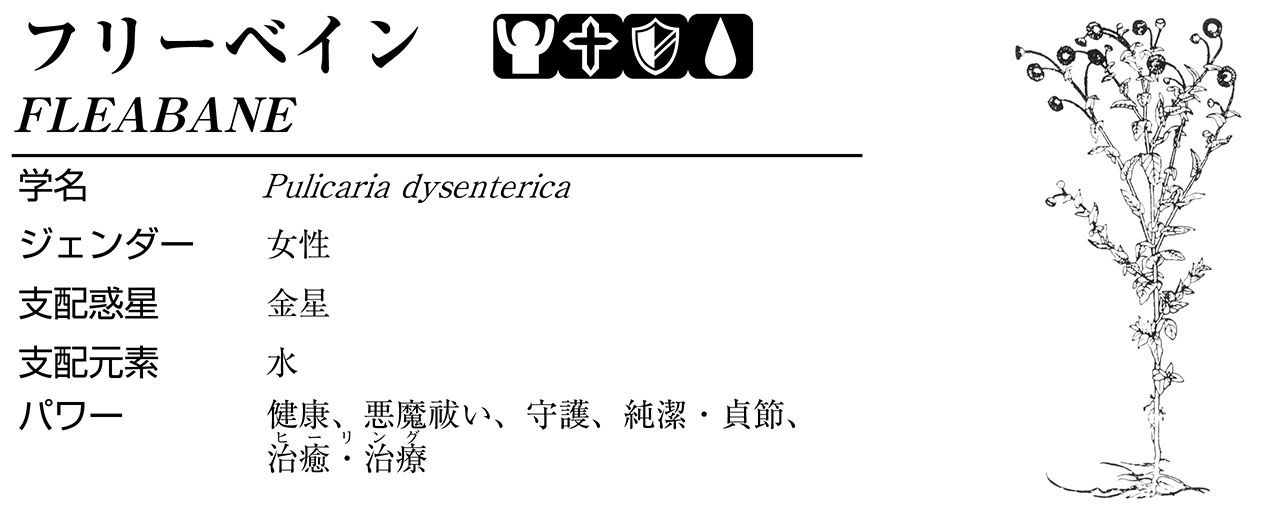 フリーベイン
FLEABANE
学名 Pulicaria dysenterica
ジェンダー 女性
支配惑星 金星
支配元素 水
パワー 健康、悪魔祓い、守護、純潔・貞節、
ヒーリング
治癒・治療